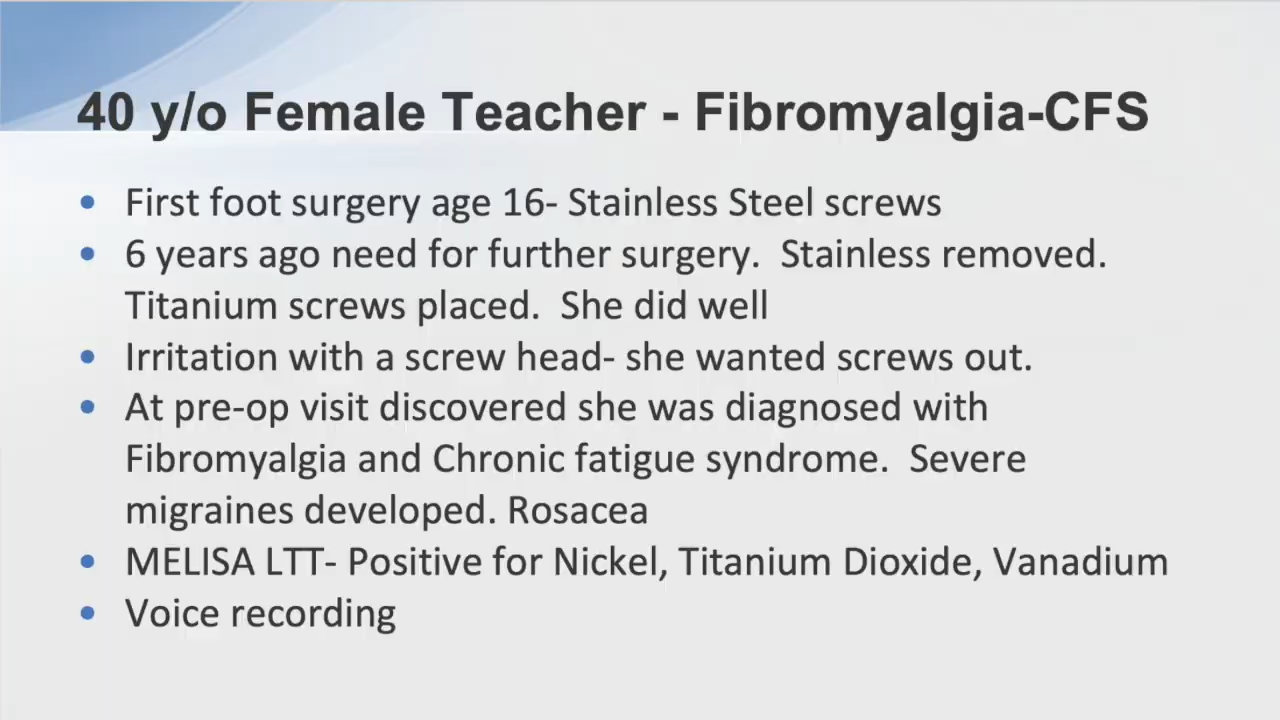 40 y/o Female Teacher - Fibromyalgia-CFS
• First foot surgery age 16- Stainless Steel screws
• 6 years ago need for further surgery.  Stainless removed.
Titanium screws placed.  She did well
• Irritation with a screw head- she wanted screws out.
• At pre-op visit discovered she was diagnosed with
Fibromyalgia and Chronic fatigue syndrome.  Severe
migraines developed. Rosacea
• MELISA LTT- Positive for Nickel, Titanium Dioxide, Vanadium
• Voice recording